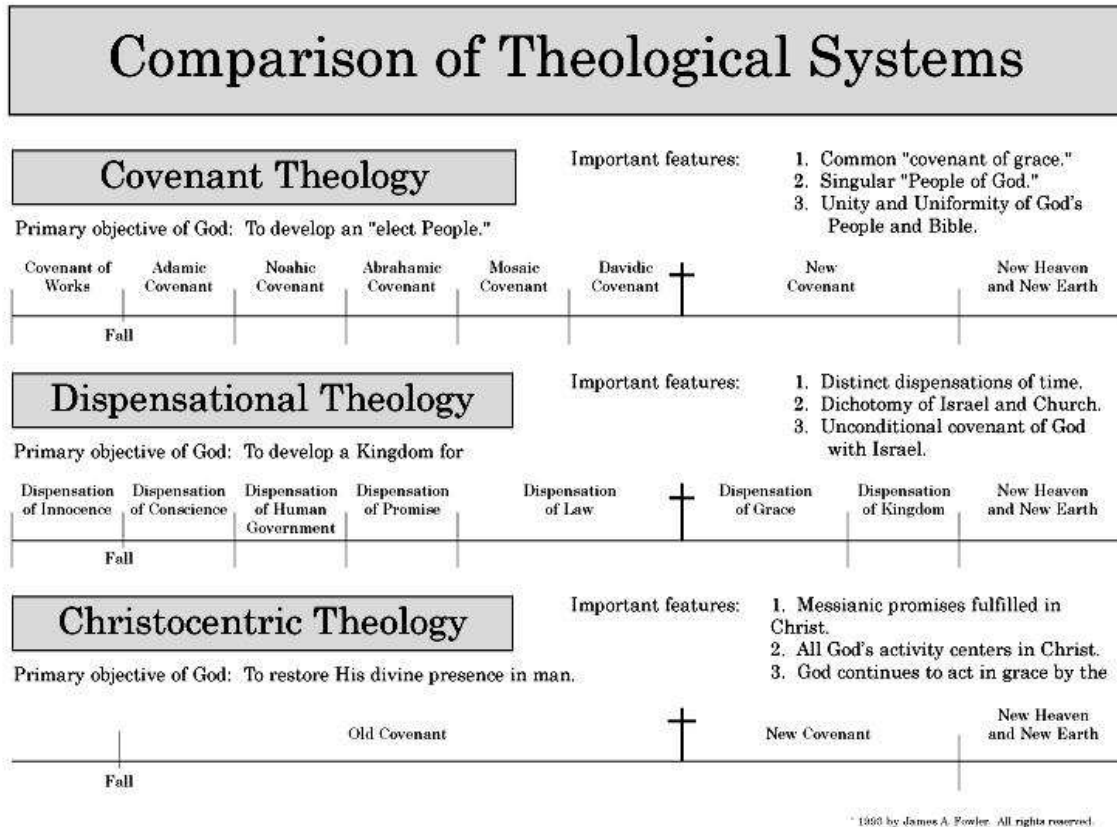 Comparison of Theological Systems
Covenant Theology
Important features:
1. Common "covenant of grace."
2. Singular "People of God."
3. Unity and Uniformity of God's
People and Bible.
Primary objective of God: To develop an "elect People."
Covenant of
Works
Adamic
Covenant
Noahic
Covenant
Abrahamic
Covenant
Mosaic
Covenant
Davidic
Covenant
New
Covenant
New Heaven
and New Earth
Fall
Dispensational Theology
Important features:
1. Distinct dispensations of time.
2. Dichotomy of Israel and Church.
3. Unconditional covenant of God
with Israel.
Primary objective of God: To develop a Kingdom for
Dispensation
of Innocence
Dispensation
of Conscience
Dispensation
of Human
Government
Dispensation
of Promise
Dispensation
of Law
Dispensation
of Grace
Dispensation
of Kingdom
New Heaven
and New Earth
Fall
Christocentric Theology
Important features:
1. Messianic promises fulfilled in
Christ.
2. All God's activity centers in Christ.
3. God continues to act in grace by the
Primary objective of God: To restore His divine presence in man.
Old Covenant
New Covenant
New Heaven
and New Earth
Fall
1993 by James A. Fowler. All rights reserved.